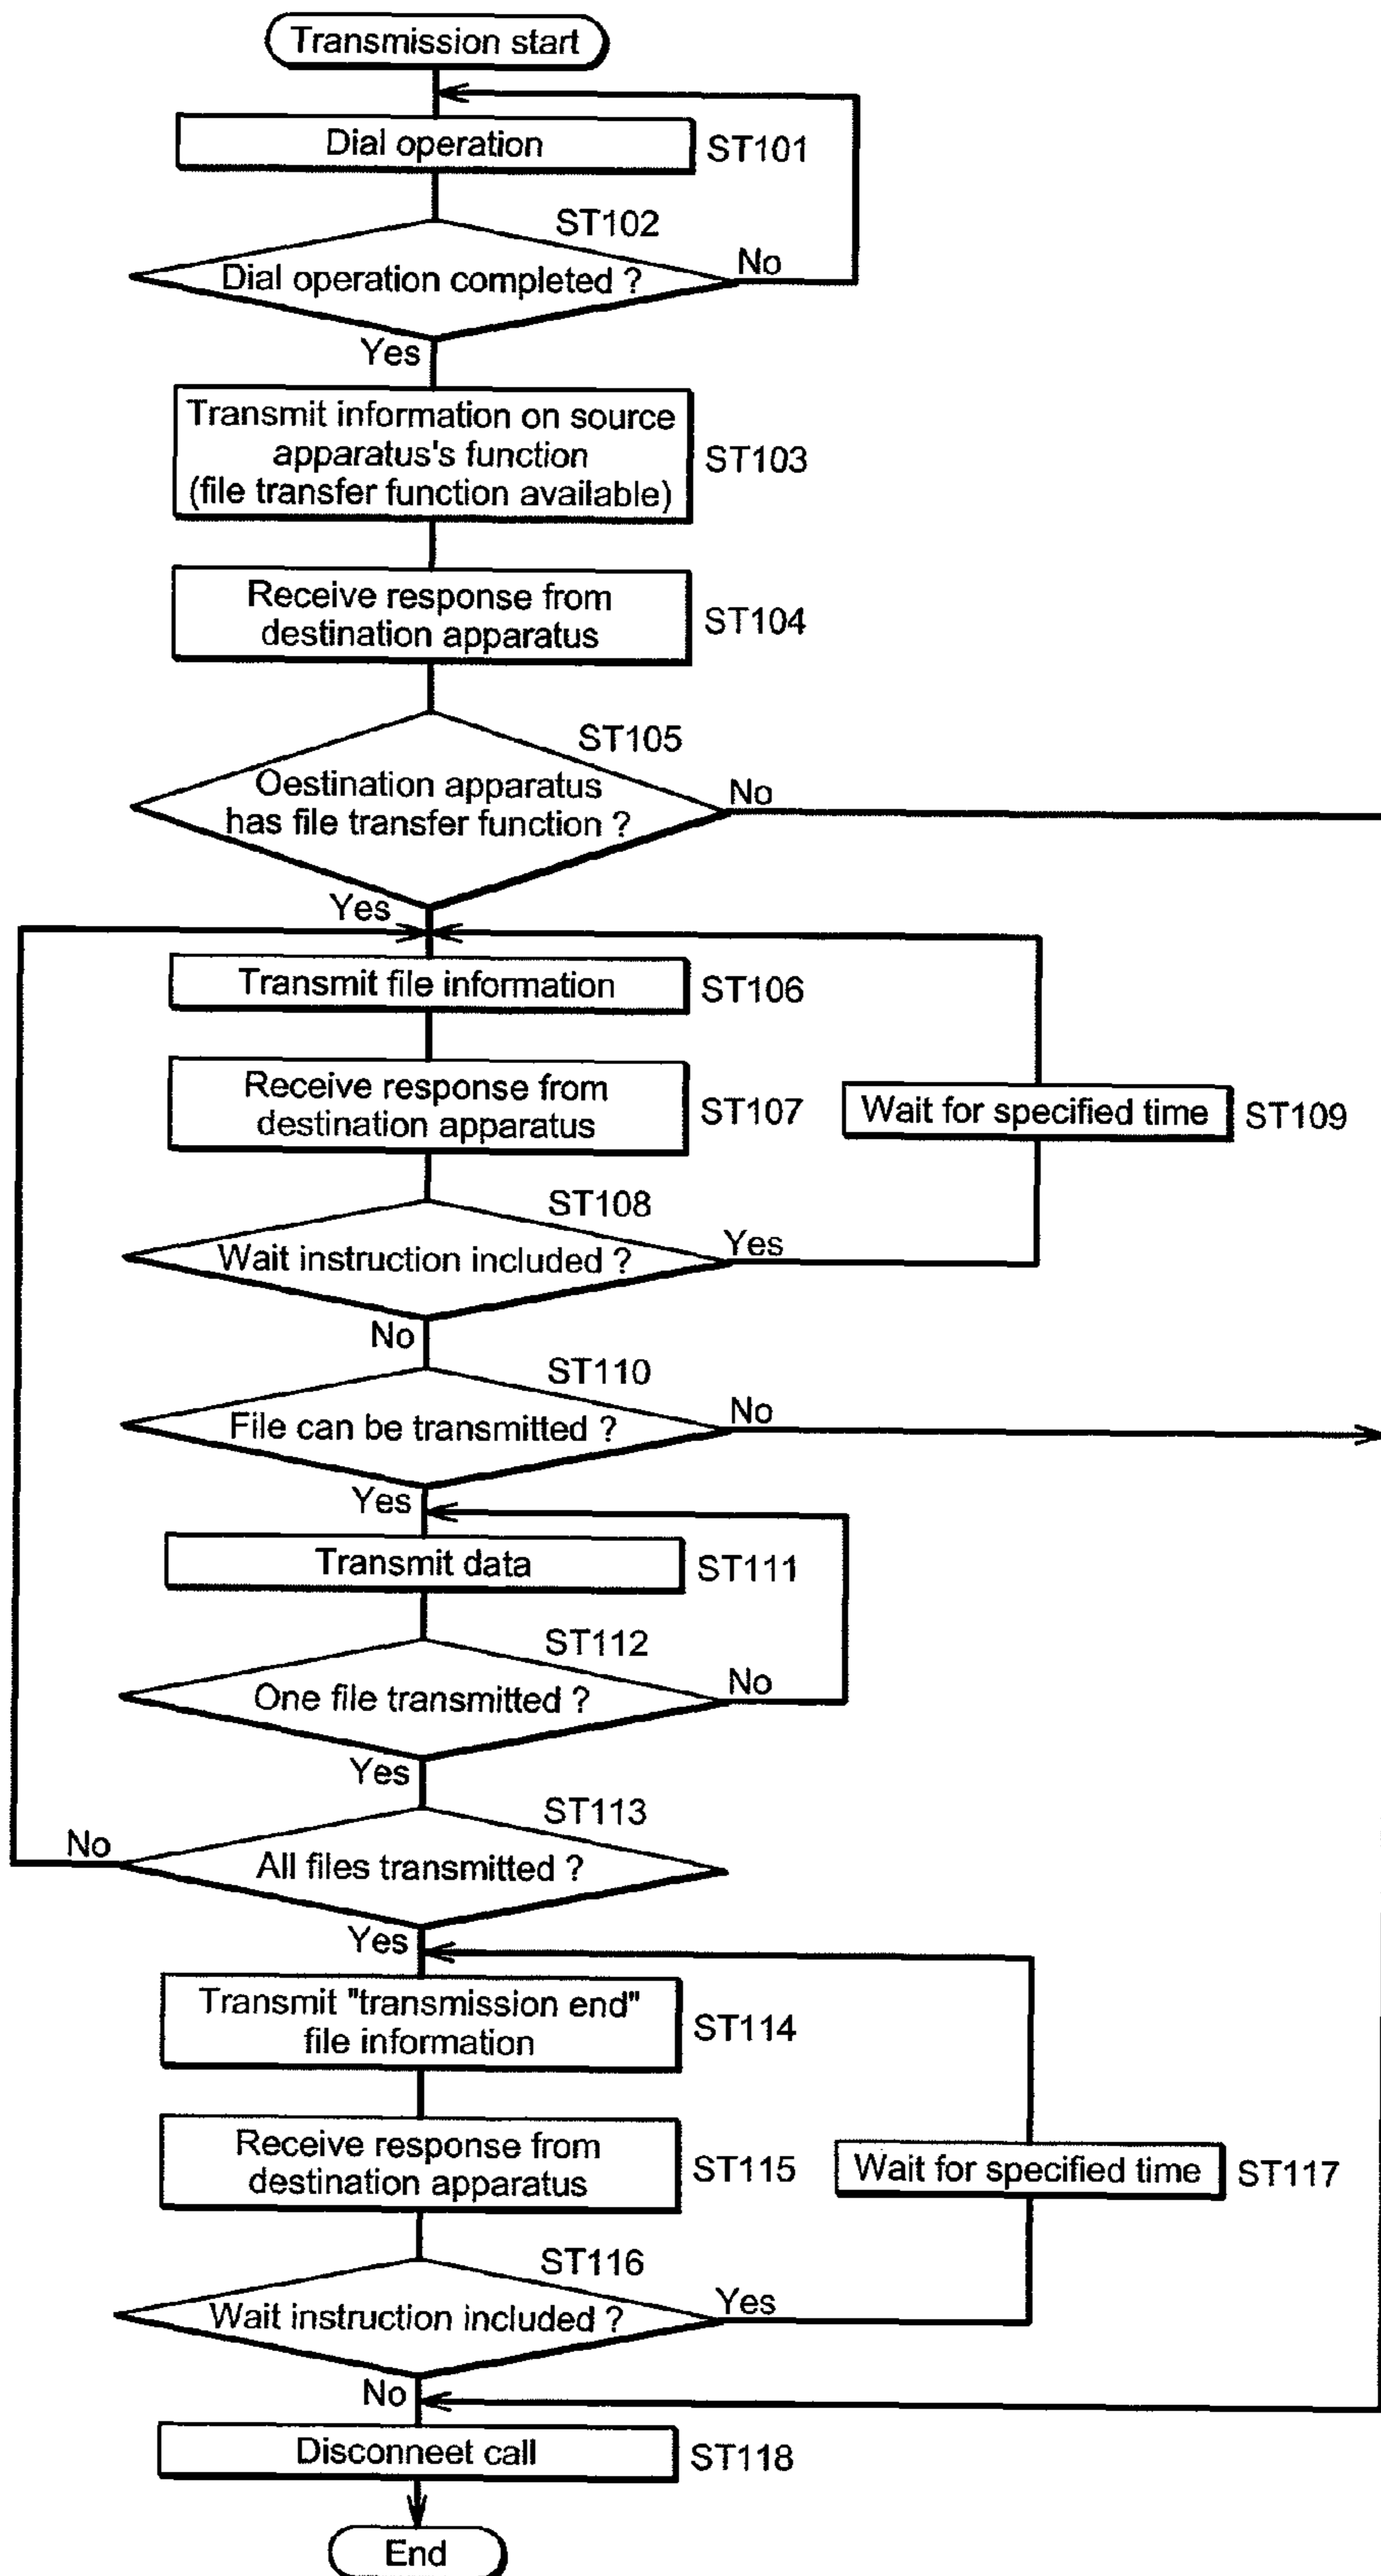 Transmission start
Dial operation
ST101
ST102
Dial operation completed ?
No
Yes
Transmit information on source
apparatus's function
(file transfer function available)
ST103
Receive response from
destination apparatus
ST104
ST105
Oestination apparatus
has file transfer function ?
No
Yes
Transmit file information
ST106
Receive response from
destination apparatus
ST107
Wait for specified time
ST109
ST108
Wait instruction included ?
Yes
No
ST110
File can be transmitted ?
No
Yes
Transmit data
ST111
ST112
One file transmitted ?
No
Yes
ST113
No
All files transmitted ?
Yes
Transmit "transmission end"
file information
ST114
Receive response from
destination apparatus
ST115
Wait for specified time
ST117
ST116
Wait instruction included ?
Yes
No
Disconneet call
ST118
End